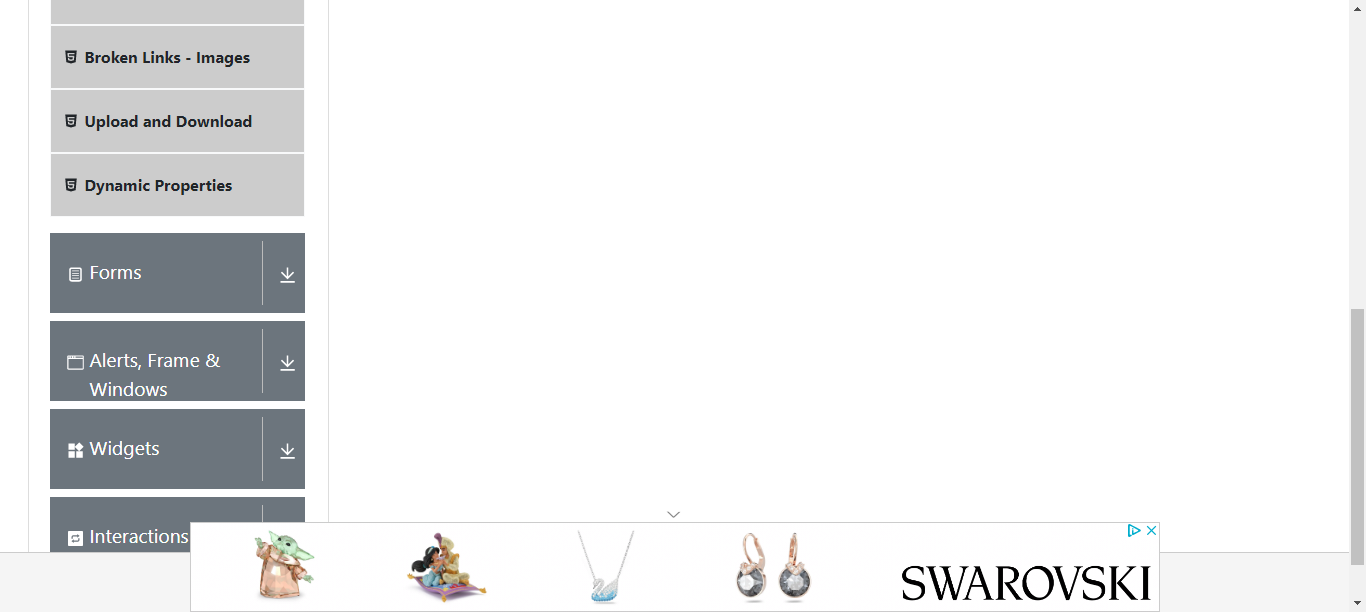 Broken Links - Images
Upload and Download
Dynamic Properties
Forms
Alerts, Frame &
Windows
Widgets
Interactions
SWAROVSKI